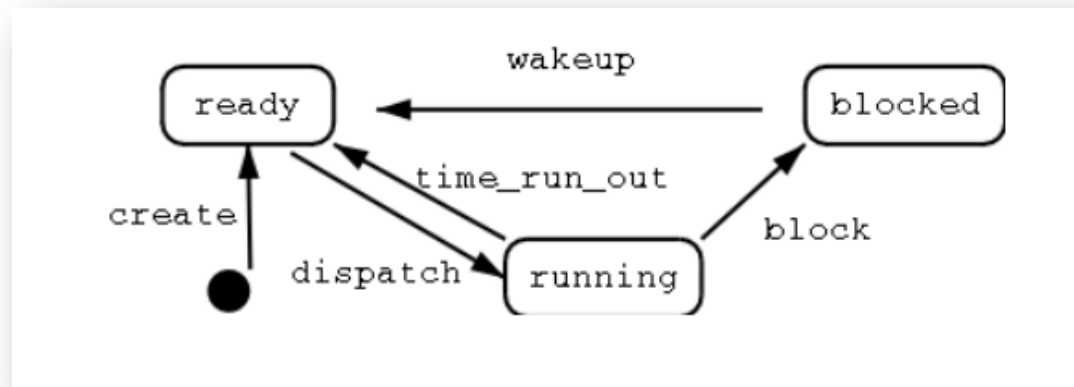 wakeup
ready
blocked
time_run_out
create
block
dispatch
running